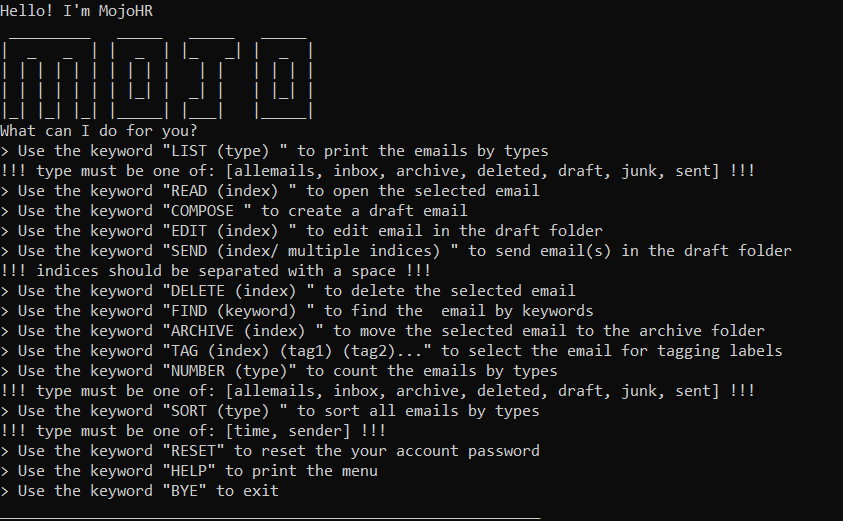 Hello! I'm MojoHR
MOJO
What can I do for you?
> Use the keyword "LIST (type) " to print the emails by types
!!! type must be one of: [allemails, inbox, archive, deleted, draft, junk, sent] !!!
> Use the keyword "READ (index) " to open the selected email
> Use the keyword "COMPOSE " to create a draft email
> Use the keyword "EDIT (index) " to edit email in the draft folder
> Use the keyword "SEND (index/ multiple indices) " to send email(s) in the draft folder
!!! indices should be separated with a space !!!
> Use the keyword "DELETE (index) " to delete the selected email
> Use the keyword "FIND (keyword) " to find the  email by keywords
> Use the keyword "ARCHIVE (index) " to move the selected email to the archive folder
> Use the keyword "TAG (index) (tag1) (tag2)..." to select the email for tagging labels
> Use the keyword "NUMBER (type)" to count the emails by types
!!! type must be one of: [allemails, inbox, archive, deleted, draft, junk, sent] !!!
> Use the keyword "SORT (type) " to sort all emails by types
!!! type must be one of: [time, sender] !!!
> Use the keyword "RESET" to reset the your account password
> Use the keyword "HELP" to print the menu
> Use the keyword "BYE" to exit